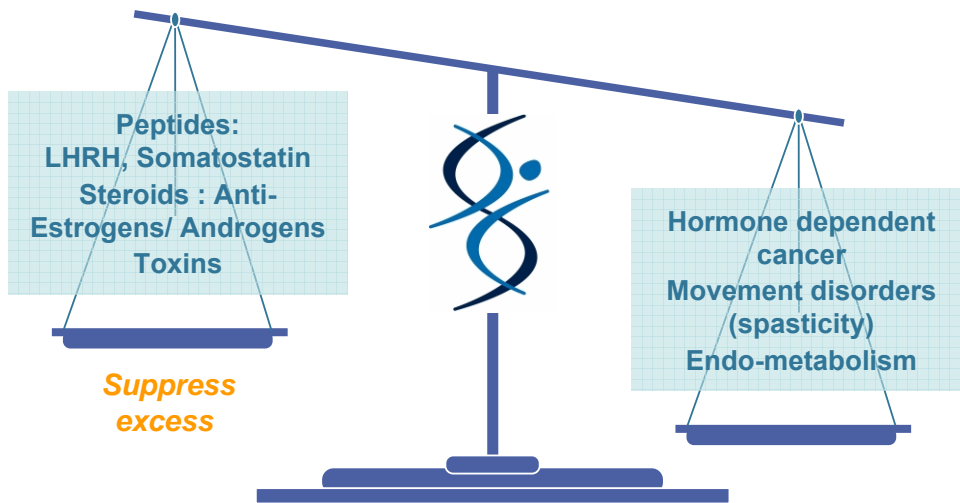 Peptides:
LHRH, Somatostatin
Steroids : Anti-
Estrogens/ Androgens
Toxins
Suppress
excess
Hormone dependent
cancer
Movement disorders
(spasticity)
Endo-metabolism